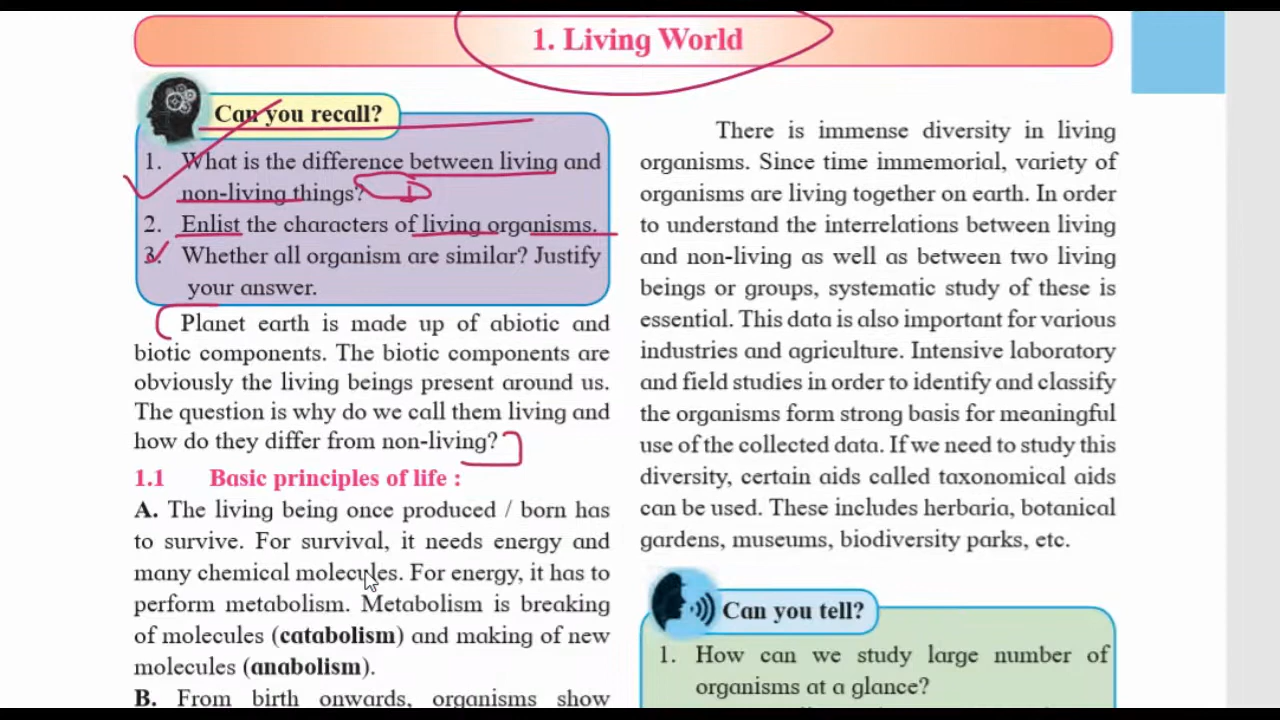 1. Living World
Can you recall?
1. What is the difference between living and
non-living things?
2. Enlist the characters of living organisms.
3. Whether all organism are similar? Justify
your answer.
Planet earth is made up of abiotic and
biotic components. The biotic components are
obviously the living beings present around us.
The question is why do we call them living and
how do they differ from non-living?
1.1 Basic principles of life :
A. The living being once produced / born has
to survive. For survival, it needs energy and
many chemical molecules. For energy, it has to
perform metabolism. Metabolism is breaking
of molecules (catabolism) and making of new
molecules (anabolism).
B. From birth onwards, organisms show
There is immense diversity in living
organisms. Since time immemorial, variety of
organisms are living together on earth. In order
to understand the interrelations between living
and non-living as well as between two living
beings or groups, systematic study of these is
essential. This data is also important for various
industries and agriculture. Intensive laboratory
and field studies in order to identify and classify
the organisms form strong basis for meaningful
use of the collected data. If we need to study this
diversity, certain aids called taxonomical aids
can be used. These includes herbaria, botanical
gardens, museums, biodiversity parks, etc.
Can you tell?
1. How can we study large number of
organisms at a glance?